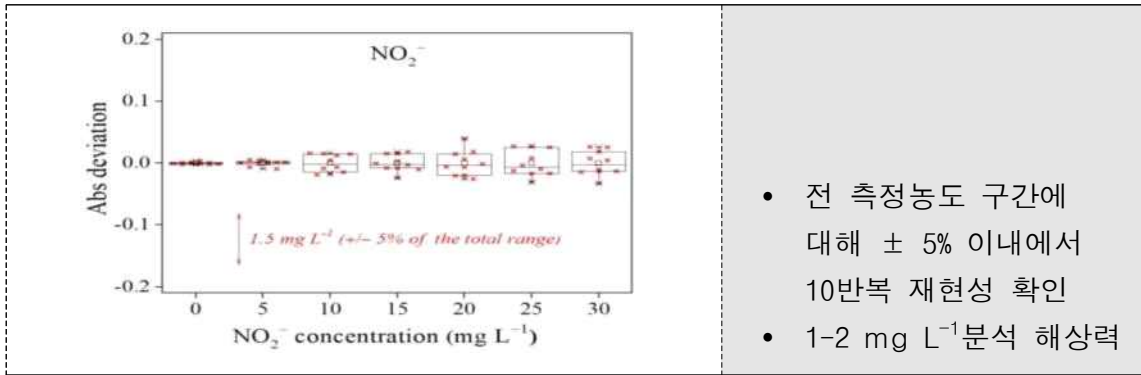 0.2
NO₂⁻
0.1
Abs deviation
0.0
-0.1
1.5 mg L⁻¹ (+/- 5% of the total range)
-0.2
0 5 10 15 20 25 30
NO₂⁻ concentration (mg L⁻¹)
• 전 측정농도 구간에
대해 ± 5% 이내에서
10반복 재현성 확인
• 1-2 mg L⁻¹분석 해상력